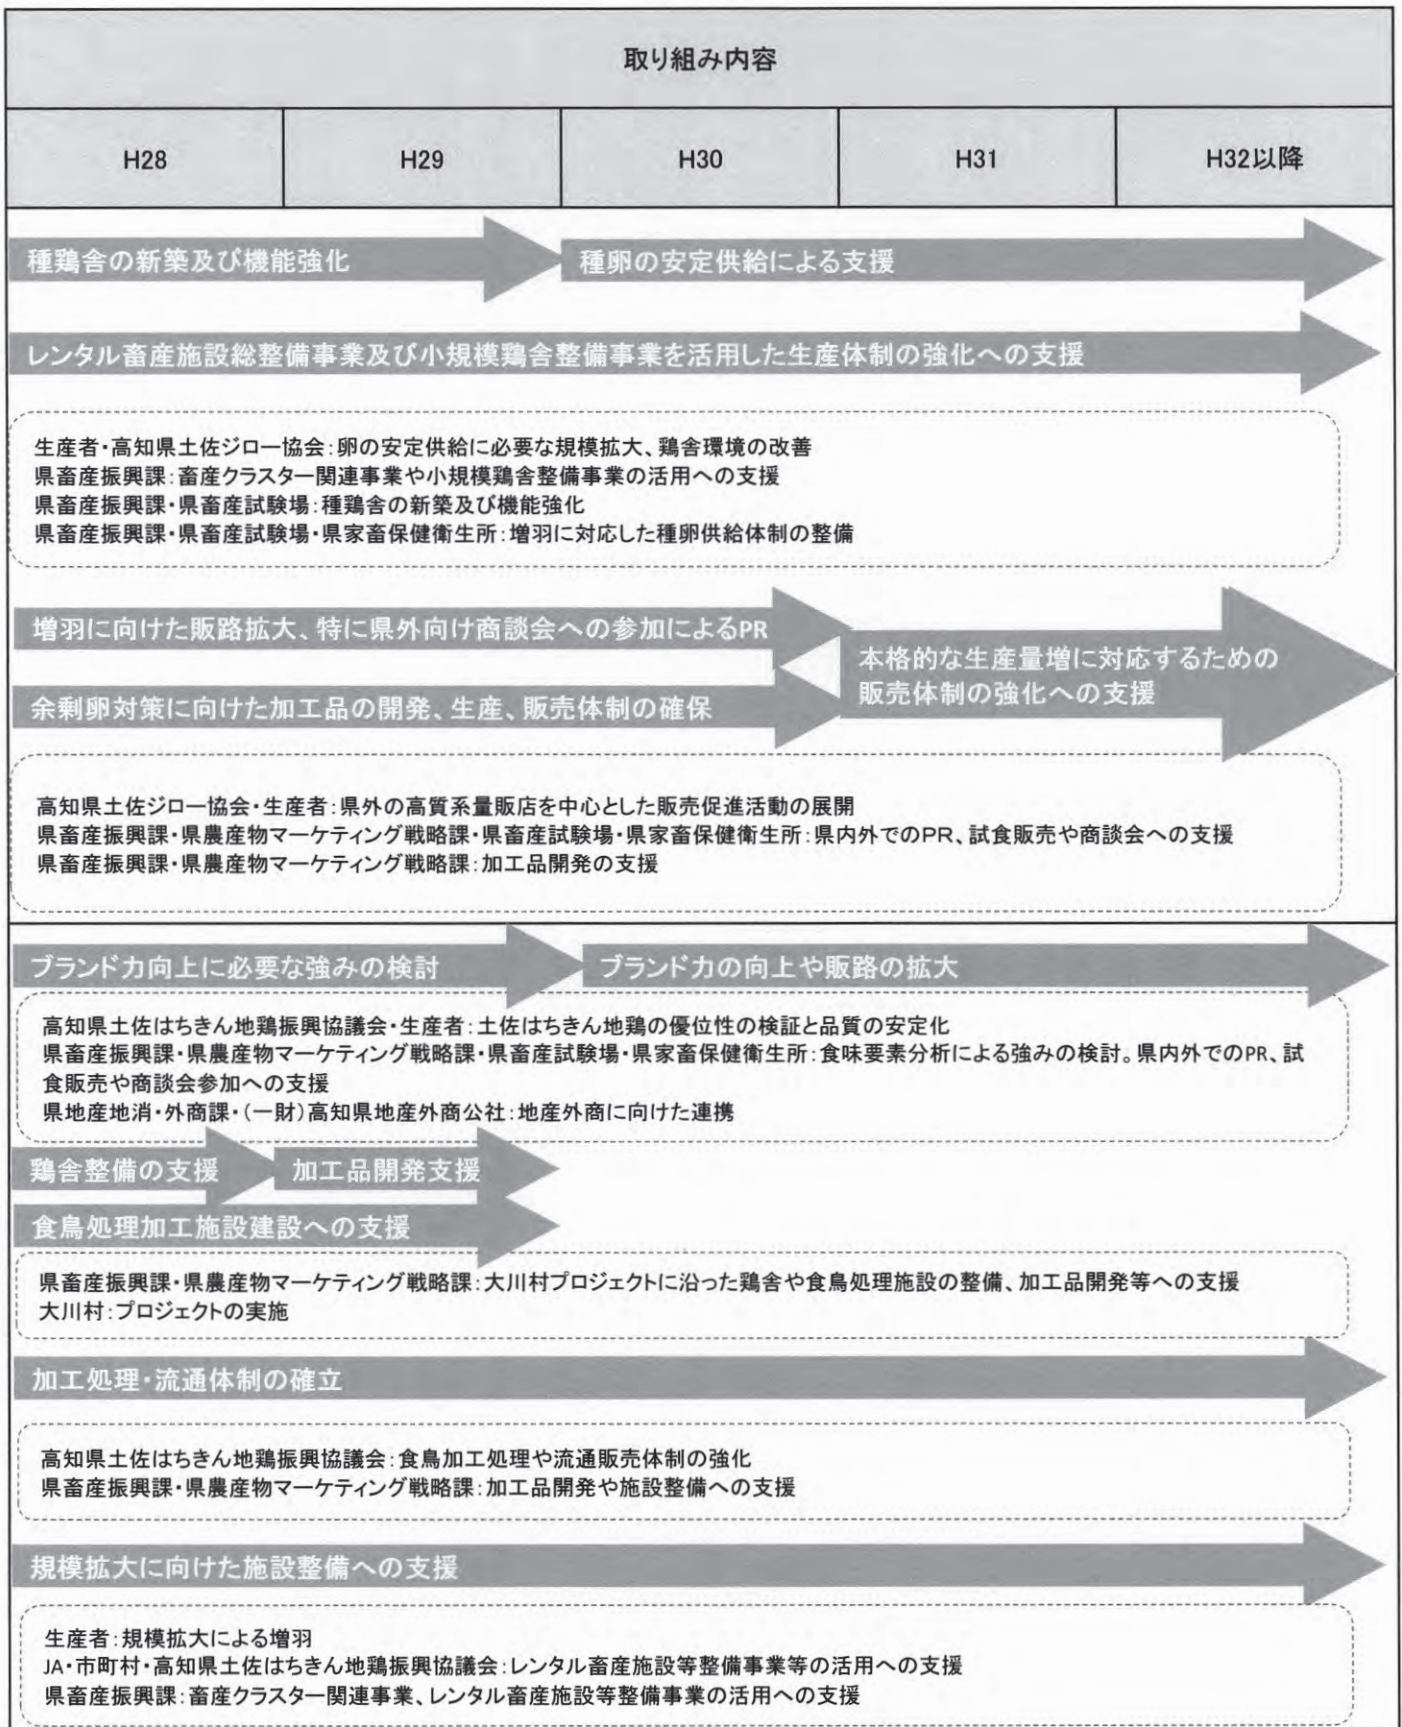 取り組み内容
H28
H29
H30
H31
H32以降
種鶏舎の新築及び機能強化
種卵の安定供給による支援
レンタル畜産施設総整備事業及び小規模鶏舎整備事業を活用した生産体制の強化への支援
生産者・高知県土佐ジロー協会:卵の安定供給に必要な規模拡大、鶏舎環境の改善
県畜産振興課:畜産クラスター関連事業や小規模鶏舎整備事業の活用への支援
県畜産振興課・県畜産試験場:種鶏舎の新築及び機能強化
県畜産振興課・県畜産試験場・県家畜保健衛生所:増羽に対応した種卵供給体制の整備
増羽に向けた販路拡大、特に県外向け商談会への参加によるPR
余剰卵対策に向けた加工品の開発、生産、販売体制の確保
本格的な生産量増に対応するための
販売体制の強化への支援
高知県土佐ジロー協会・生産者:県外の高質系量販店を中心とした販売促進活動の展開
県畜産振興課・県農産物マーケティング戦略課・県畜産試験場・県家畜保健衛生所:県内外でのPR、試食販売や商談会への支援
県畜産振興課・県農産物マーケティング戦略課:加工品開発の支援
ブランド力向上に必要な強みの検討
ブランド力の向上や販路の拡大
高知県土佐はちきん地鶏振興協議会・生産者:土佐はちきん地鶏の優位性の検証と品質の安定化
県畜産振興課・県農産物マーケティング戦略課・県畜産試験場・県家畜保健衛生所:食味要素分析による強みの検討。県内外でのPR、試
食販売や商談会参加への支援
県地産地消・外商課・(一財)高知県地産外商公社:地産外商に向けた連携
鶏舎整備の支援
加工品開発支援
食鳥処理加工施設建設への支援
県畜産振興課・県農産物マーケティング戦略課:大川村プロジェクトに沿った鶏舎や食鳥処理施設の整備、加工品開発等への支援
大川村:プロジェクトの実施
加工処理・流通体制の確立
高知県土佐はちきん地鶏振興協議会:食鳥加工処理や流通販売体制の強化
県畜産振興課・県農産物マーケティング戦略課:加工品開発や施設整備への支援
規模拡大に向けた施設整備への支援
生産者:規模拡大による増羽
JA・市町村・高知県土佐はちきん地鶏振興協議会:レンタル畜産施設等整備事業等の活用への支援
県畜産振興課:畜産クラスター関連事業、レンタル畜産施設等整備事業の活用への支援